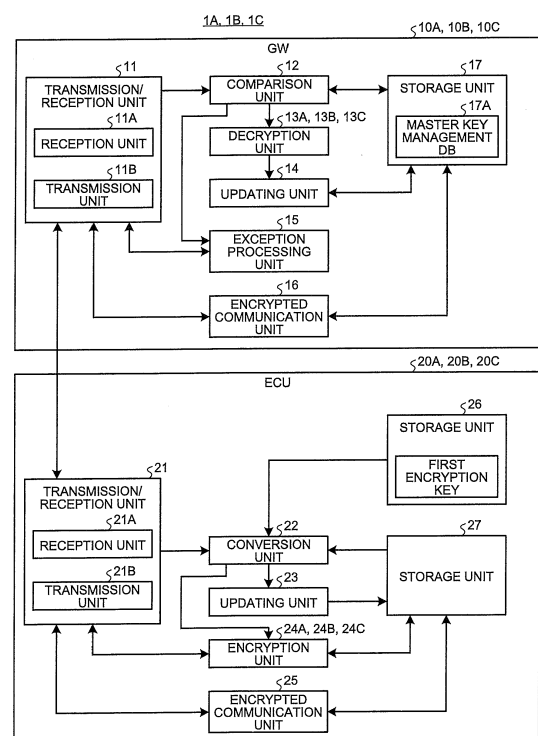 1A, 1B, 1C
10A, 10B, 10C
GW
11
TRANSMISSION/
RECEPTION UNIT
11A
RECEPTION UNIT
11B
TRANSMISSION
UNIT
12
COMPARISON
UNIT
13A, 13B, 13C
DECRYPTION
UNIT
14
UPDATING UNIT
15
EXCEPTION
PROCESSING
UNIT
16
ENCRYPTED
COMMUNICATION
UNIT
17
STORAGE UNIT
17A
MASTER KEY
MANAGEMENT
DB
20A, 20B, 20C
ECU
21
TRANSMISSION/
RECEPTION UNIT
21A
RECEPTION UNIT
21B
TRANSMISSION
UNIT
22
CONVERSION
UNIT
23
UPDATING UNIT
24A, 24B, 24C
ENCRYPTION
UNIT
25
ENCRYPTED
COMMUNICATION
UNIT
26
STORAGE UNIT
FIRST
ENCRYPTION
KEY
27
STORAGE UNIT